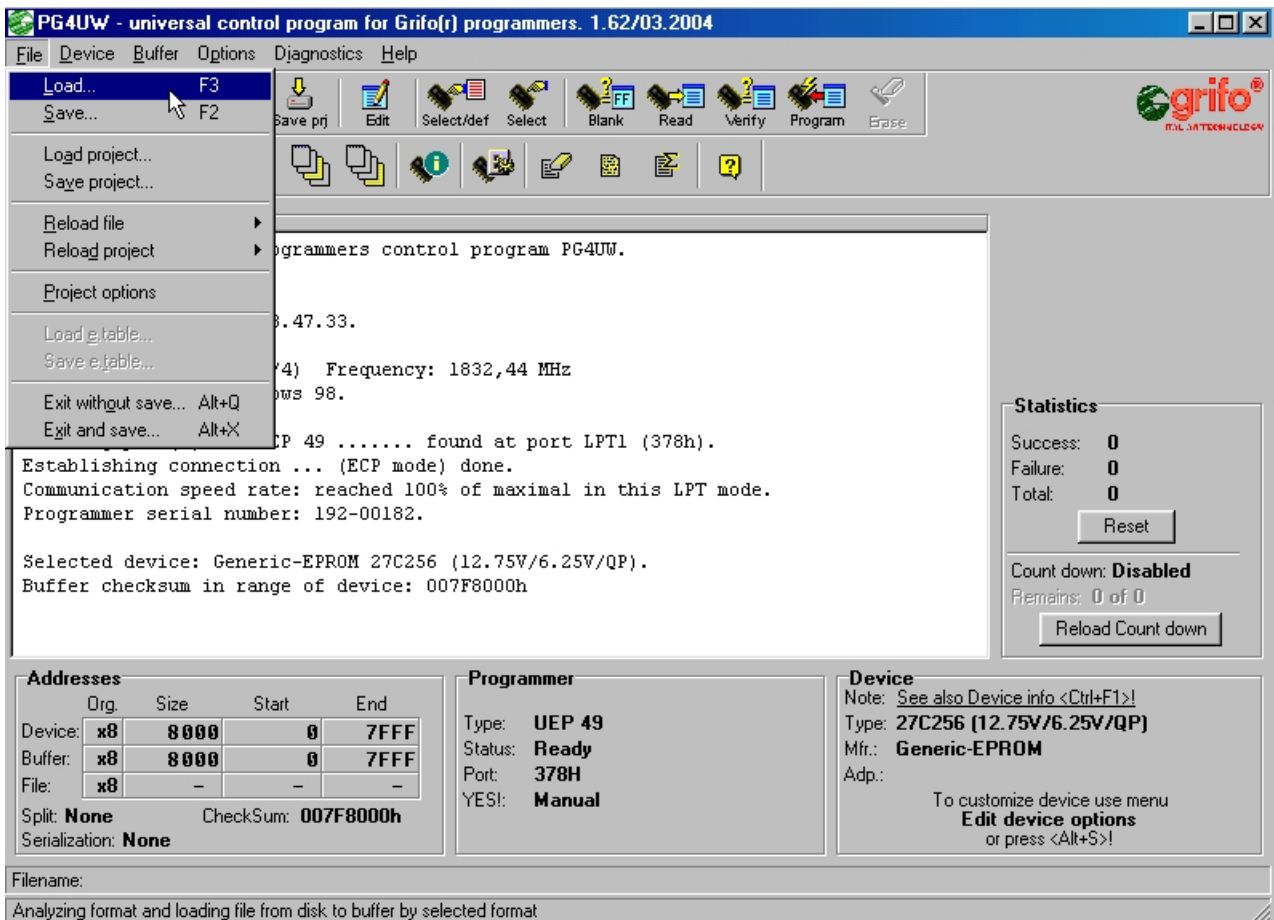 PG4UW - universal control program for Grifo(r) programmers. 1.62/03.2004
File Device Buffer Options Diagnostics Help
Load... F3
Save... F2
Load project...
Save project...
Reload file
Reload project
Project options
Load e.table...
Save e.table...
Exit without save... Alt+Q
Exit and save... Alt+X
Save prj Edit Select/def Select Blank Read Verify Program Erase
FF
grifo®
ITALIAN TECHNOLOGY
ogrammers control program PG4UW.
.47.33.
4) Frequency: 1832,44 MHz
ws 98.
P 49 ....... found at port LPT1 (378h).
Establishing connection ... (ECP mode) done.
Communication speed rate: reached 100% of maximal in this LPT mode.
Programmer serial number: 192-00182.
Selected device: Generic-EPROM 27C256 (12.75V/6.25V/QP).
Buffer checksum in range of device: 007F8000h
Statistics
Success: 0
Failure: 0
Total: 0
Reset
Count down: Disabled
Remains: 0 of 0
Reload Count down
Addresses
Org. Size Start End
Device: x8 8000 0 7FFF
Buffer: x8 8000 0 7FFF
File: x8 – – –
Split: None CheckSum: 007F8000h
Serialization: None
Programmer
Type: UEP 49
Status: Ready
Port: 378H
YES!: Manual
Device
Note: See also Device info <Ctrl+F1>!
Type: 27C256 (12.75V/6.25V/QP)
Mfr.: Generic-EPROM
Adp.:
To customize device use menu
Edit device options
or press <Alt+S>!
Filename:
Analyzing format and loading file from disk to buffer by selected format